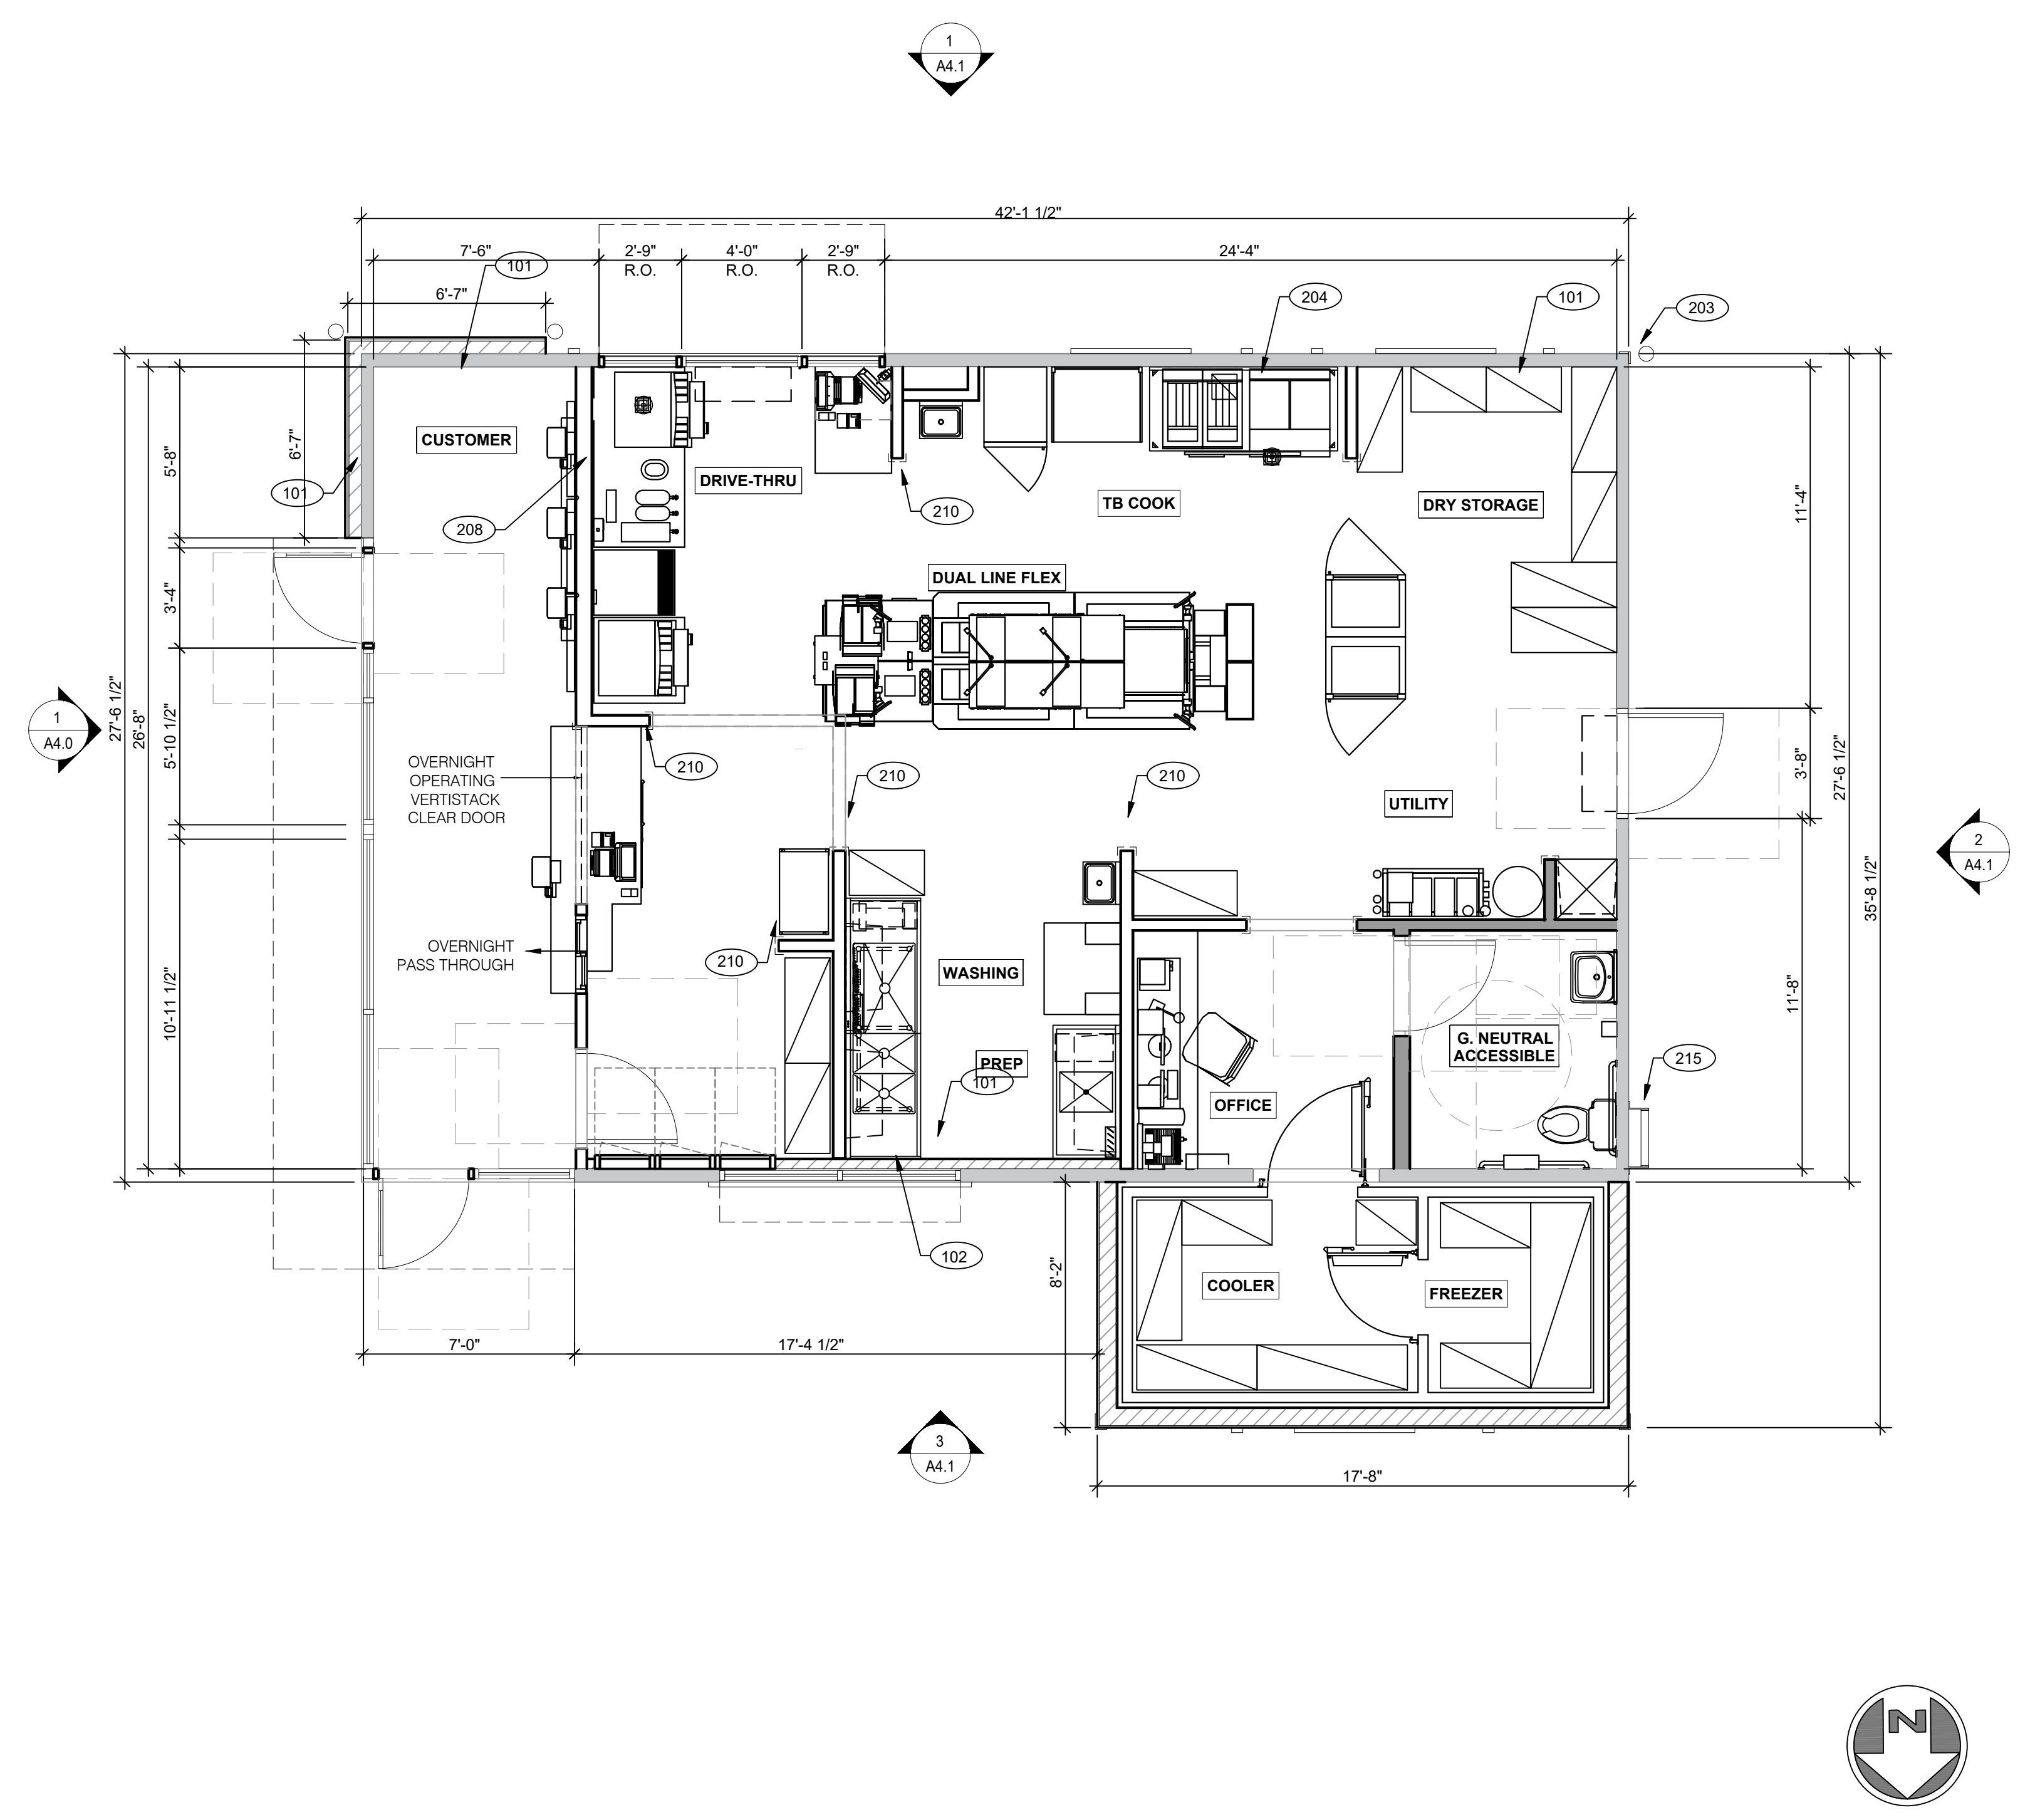 1
A4.1
42'-1 1/2"
7'-6"
2'-9"
R.O.
4'-0"
R.O.
2'-9"
R.O.
24'-4"
101
6'-7"
204
101
203
CUSTOMER
6'-7"
5'-8"
101
208
DRIVE-THRU
210
TB COOK
DRY STORAGE
11'-4"
DUAL LINE FLEX
3'-4"
1
A4.0
27'-6 1/2"
26'-8"
5'-10 1/2"
OVERNIGHT
OPERATING
VERTISTACK
CLEAR DOOR
210
210
210
UTILITY
3'-8"
27'-6 1/2"
35'-8 1/2"
2
A4.1
OVERNIGHT
PASS THROUGH
210
WASHING
10'-11 1/2"
11'-8"
PREP
101
G. NEUTRAL
ACCESSIBLE
215
OFFICE
102
8'-2"
COOLER
FREEZER
7'-0"
17'-4 1/2"
3
A4.1
17'-8"
N